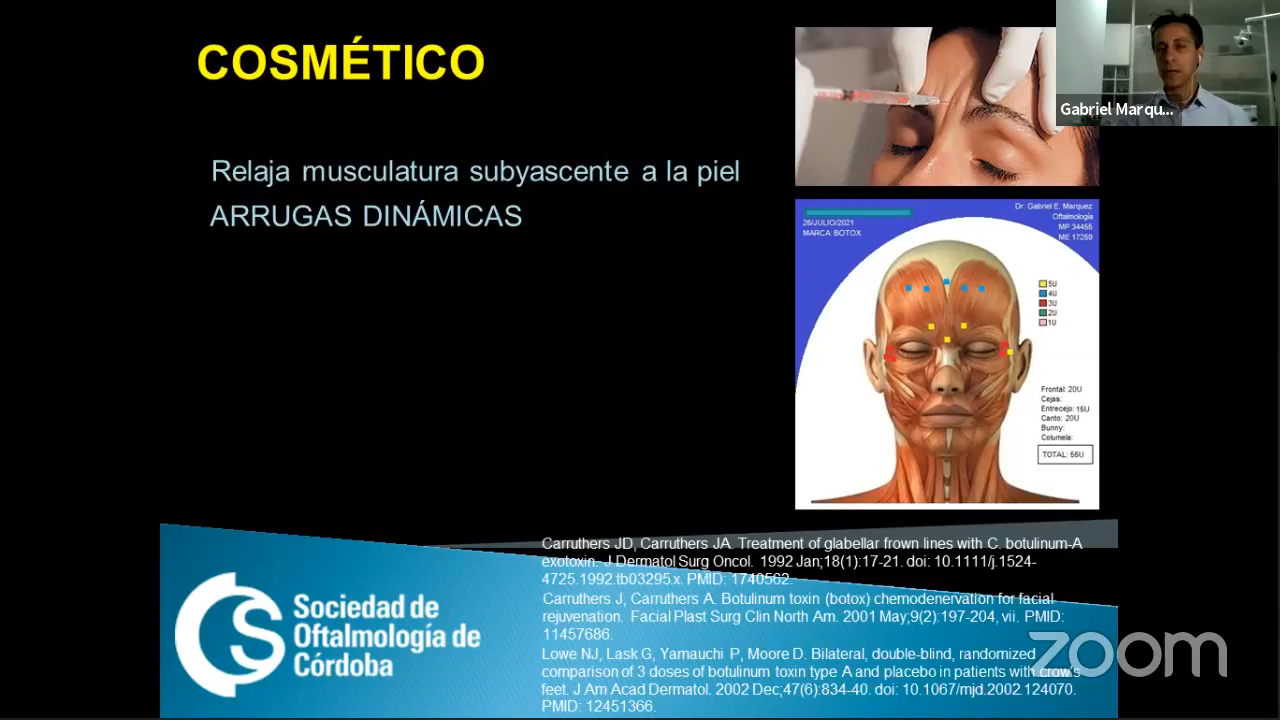 COSMÉTICO
Relaja musculatura subyascente a la piel
ARRUGAS DINÁMICAS
Gabriel Marqu...
Dr. Gabriel E. Marquez
Oftalmología
MP 34455
ME 17259
26/JULIO/2021
MARCA: BOTOX
5U
4U
3U
2U
1U
Frontal: 20U
Cejas:
Entrecejo: 15U
Canto: 20U
Bunny:
Columela:
TOTAL: 55U
Carruthers JD, Carruthers JA. Treatment of glabellar frown lines with C. botulinum-A
exotoxin. J Dermatol Surg Oncol. 1992 Jan;18(1):17-21. doi: 10.1111/j.1524-
4725.1992.tb03295.x. PMID: 1740562.
Carruthers J, Carruthers A. Botulinum toxin (botox) chemodenervation for facial
rejuvenation. Facial Plast Surg Clin North Am. 2001 May;9(2):197-204, vii. PMID:
11457686.
Lowe NJ, Lask G, Yamauchi P, Moore D. Bilateral, double-blind, randomized
comparison of 3 doses of botulinum toxin type A and placebo in patients with crow's
feet. J Am Acad Dermatol. 2002 Dec;47(6):834-40. doi: 10.1067/mjd.2002.124070.
PMID: 12451366.
CS
Sociedad de
Oftalmología de
Córdoba
zoom